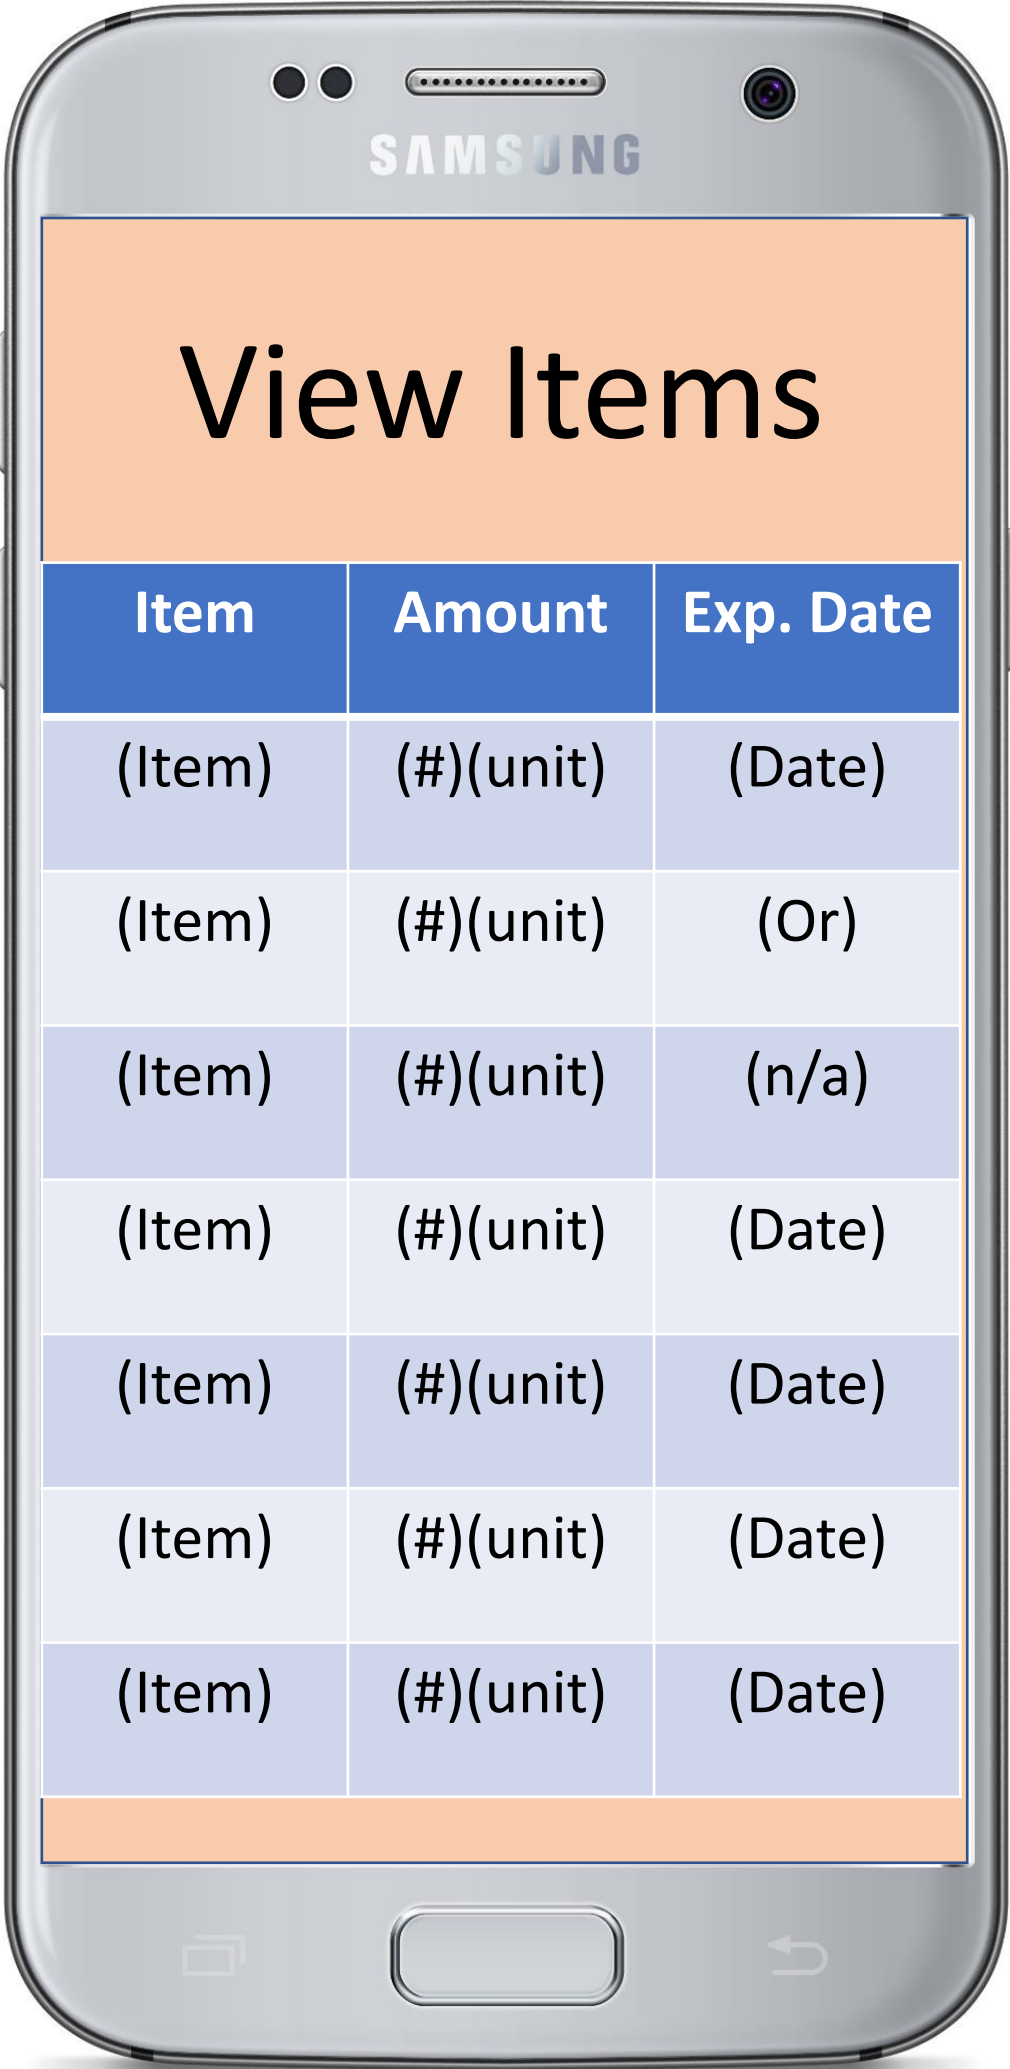 SAMSUNG
View Items
Item Amount Exp. Date
(Item) (#)(unit) (Date)
(Item) (#)(unit) (Or)
(Item) (#)(unit) (n/a)
(Item) (#)(unit) (Date)
(Item) (#)(unit) (Date)
(Item) (#)(unit) (Date)
(Item) (#)(unit) (Date)